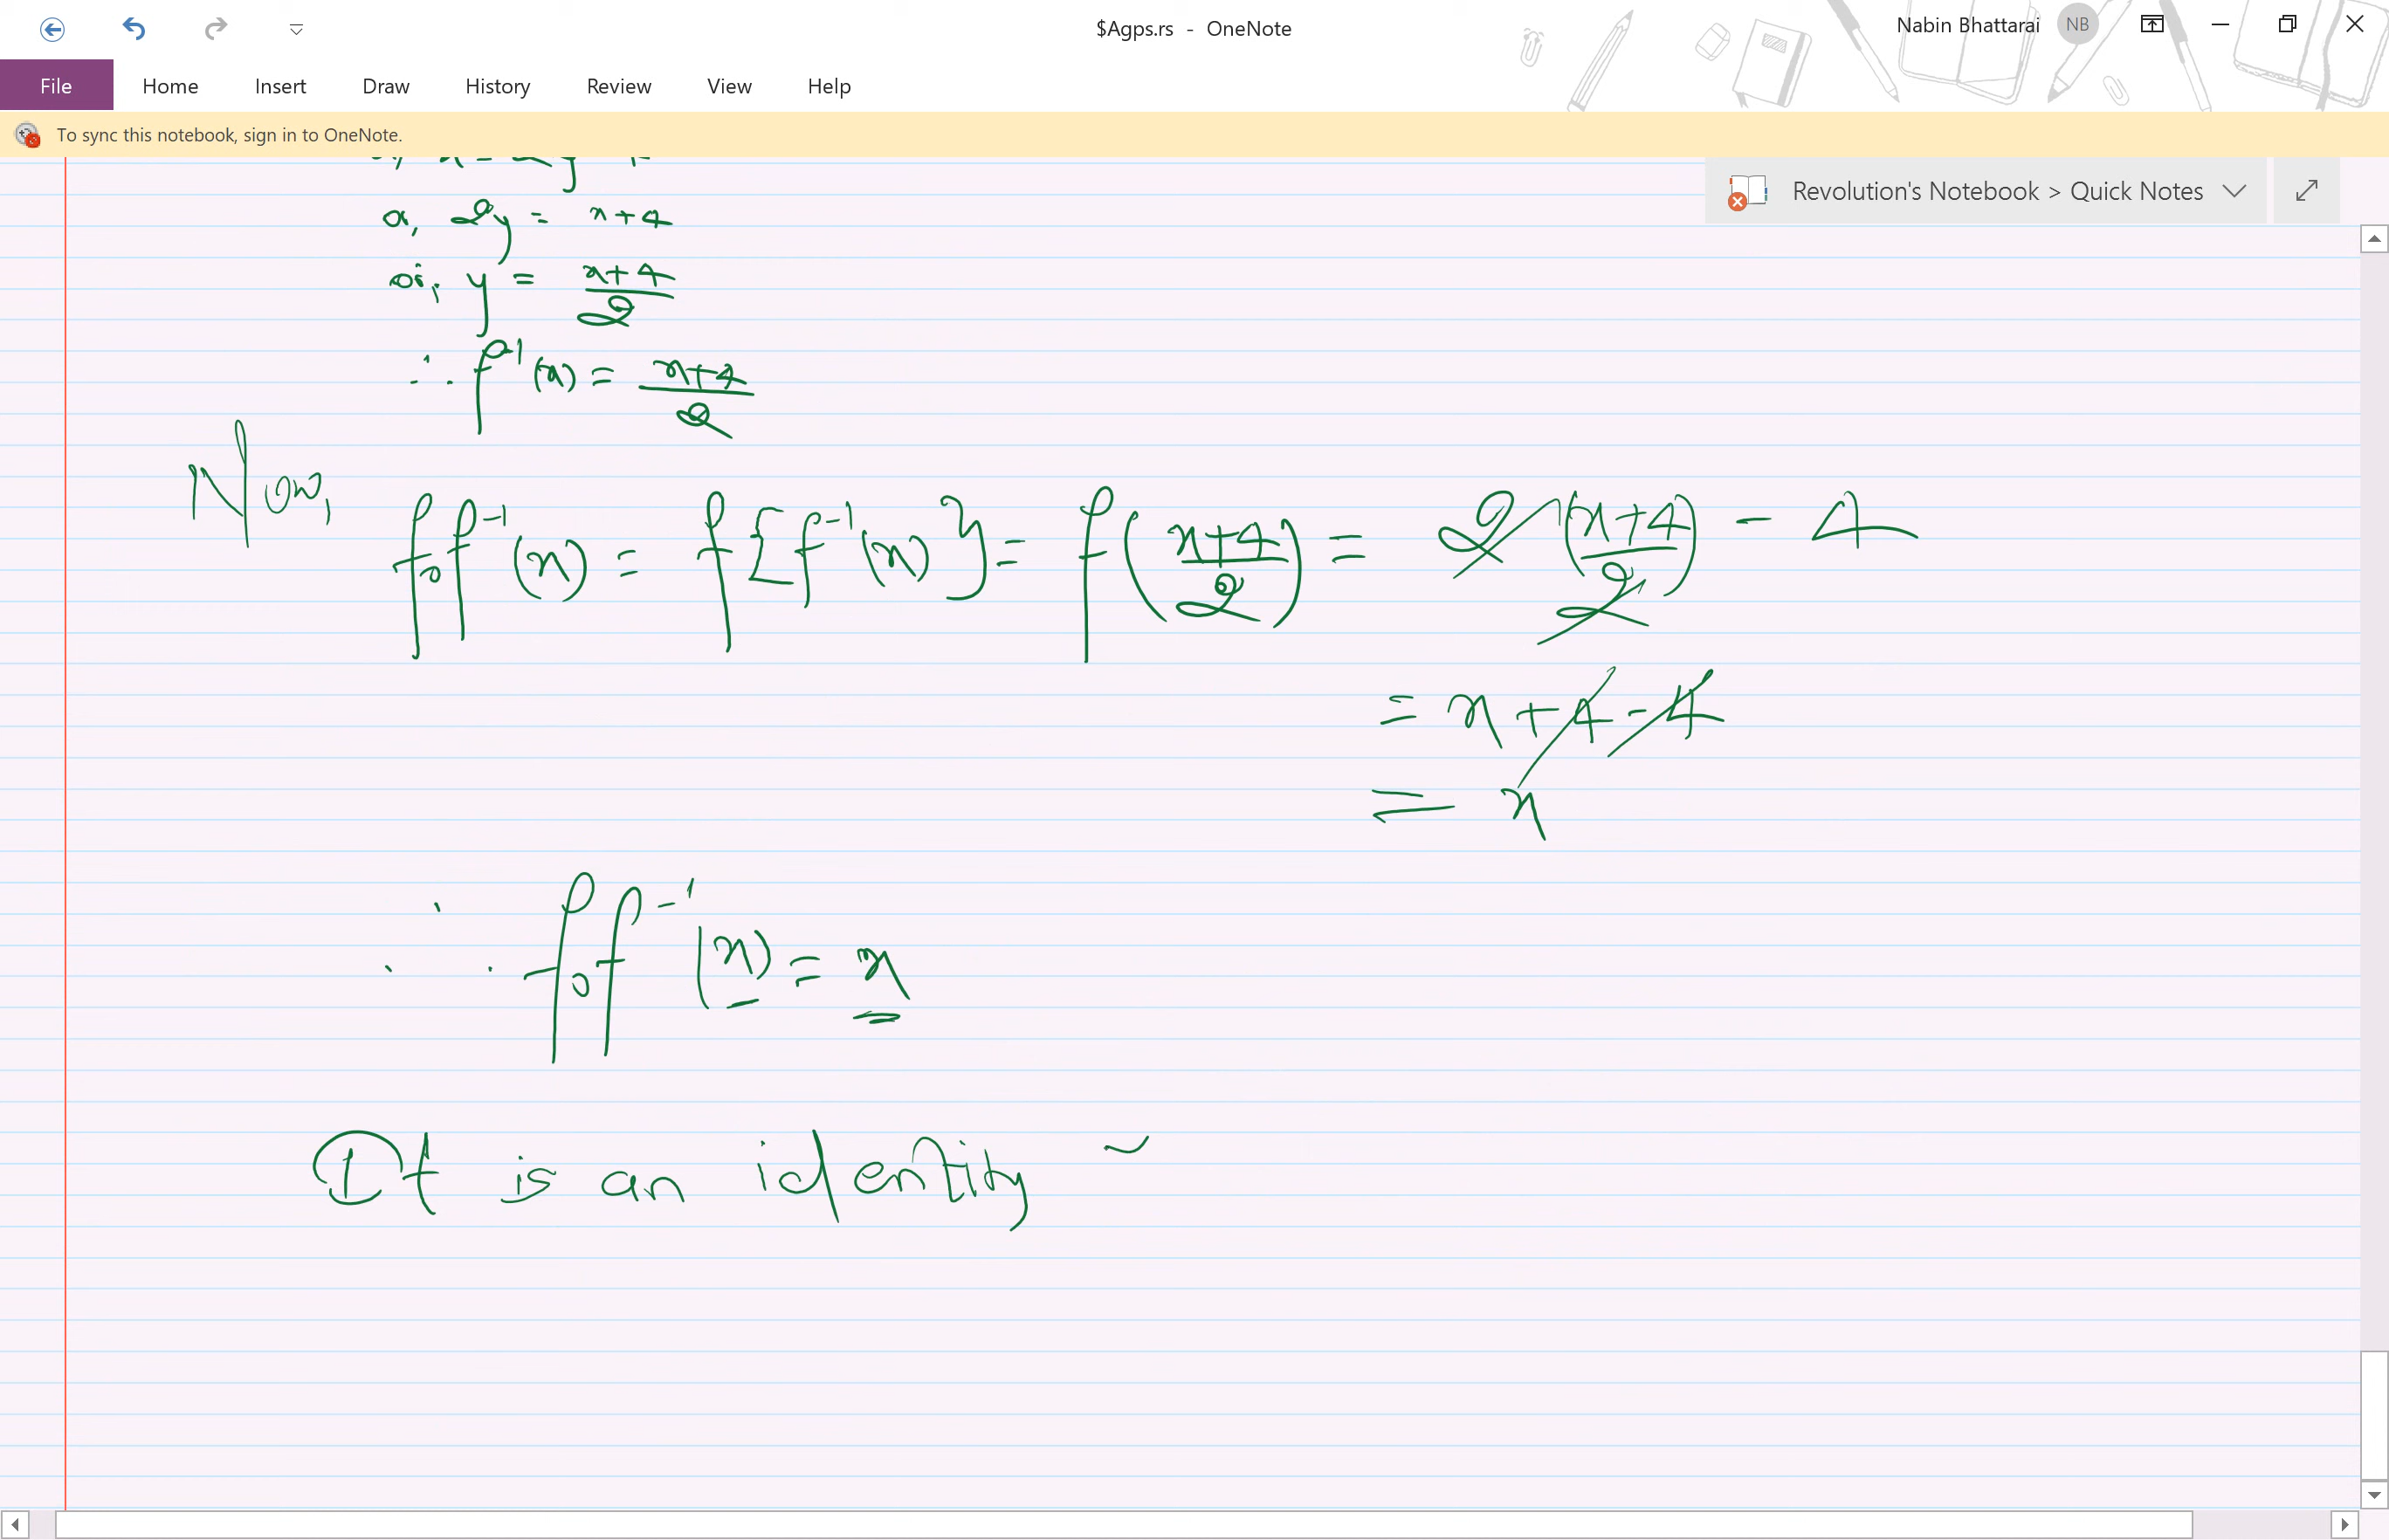 $Agps.rs - OneNote
Nabin Bhattarai NB
File Home Insert Draw History Review View Help
To sync this notebook, sign in to OneNote.
Revolution's Notebook > Quick Notes
or, 2y = x+4
or, y = x+4/2
∴ f⁻¹(x) = x+4/2
Now,
fof⁻¹(x) = f{f⁻¹(x)} = f(x+4/2) = 2(x+4/2) - 4
= x+4-4
= x
∴ fof⁻¹(x) = x
It is an identity